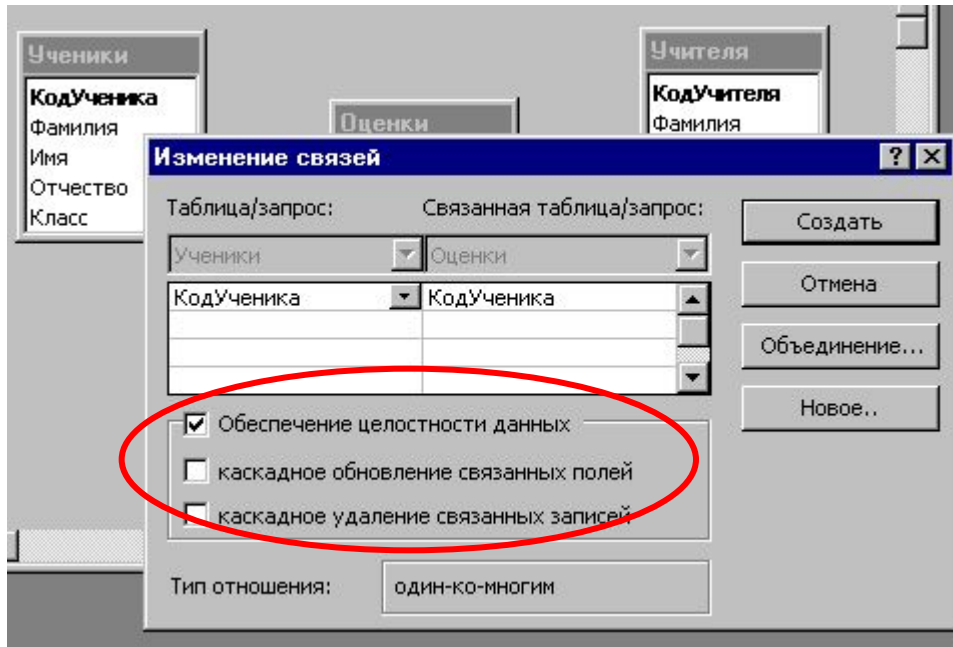 Ученики
КодУченика
Фамилия
Имя
Отчество
Класс
Оценки
Учителя
КодУчителя
Фамилия
Изменение связей
Таблица/запрос:
Связанная таблица/запрос:
Ученики
Оценки
КодУченика
КодУченика
Обеспечение целостности данных
каскадное обновление связанных полей
каскадное удаление связанных записей
Тип отношения:
один-ко-многим
Создать
Отмена
Объединение...
Новое..